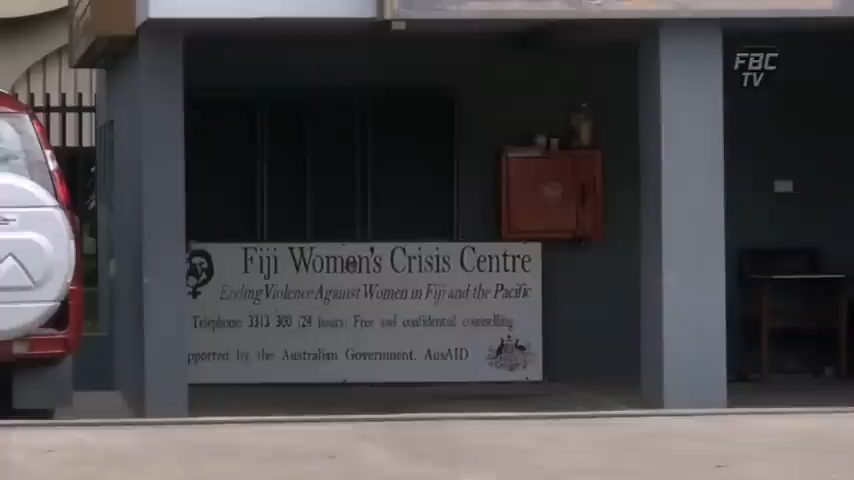 FBC
TV
Fiji Women's Crisis Centre
Ending Violence Against Women in Fiji and the Pacific
Telephone: 3313 300 (24 hours) Free and confidential counselling
pported by the Australian Government, AusAID